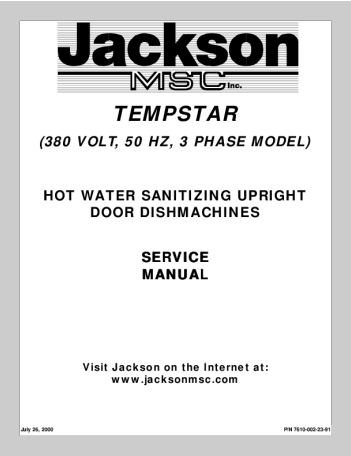 Jackson
MSC Inc.
TEMPSTAR
(380 VOLT, 50 HZ, 3 PHASE MODEL)
HOT WATER SANITIZING UPRIGHT
DOOR DISHMACHINES
SERVICE
MANUAL
Visit Jackson on the Internet at:
www.jacksonmsc.com
July 26, 2000 P/N 7610-002-23-91